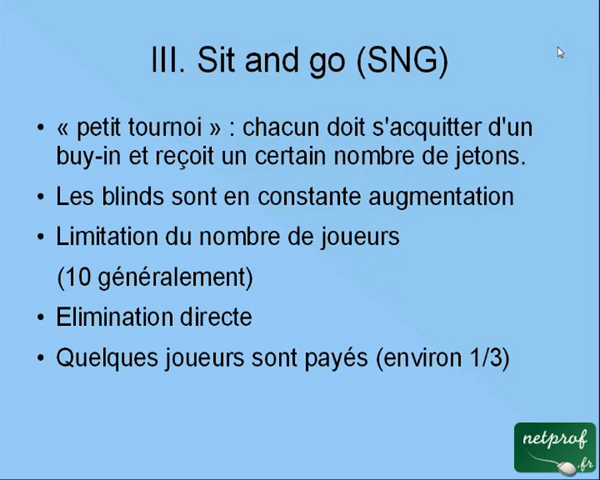 III. Sit and go (SNG)
• « petit tournoi » : chacun doit s'acquitter d'un
buy-in et reçoit un certain nombre de jetons.
• Les blinds sont en constante augmentation
• Limitation du nombre de joueurs
(10 généralement)
• Elimination directe
• Quelques joueurs sont payés (environ 1/3)
netprof
.fr